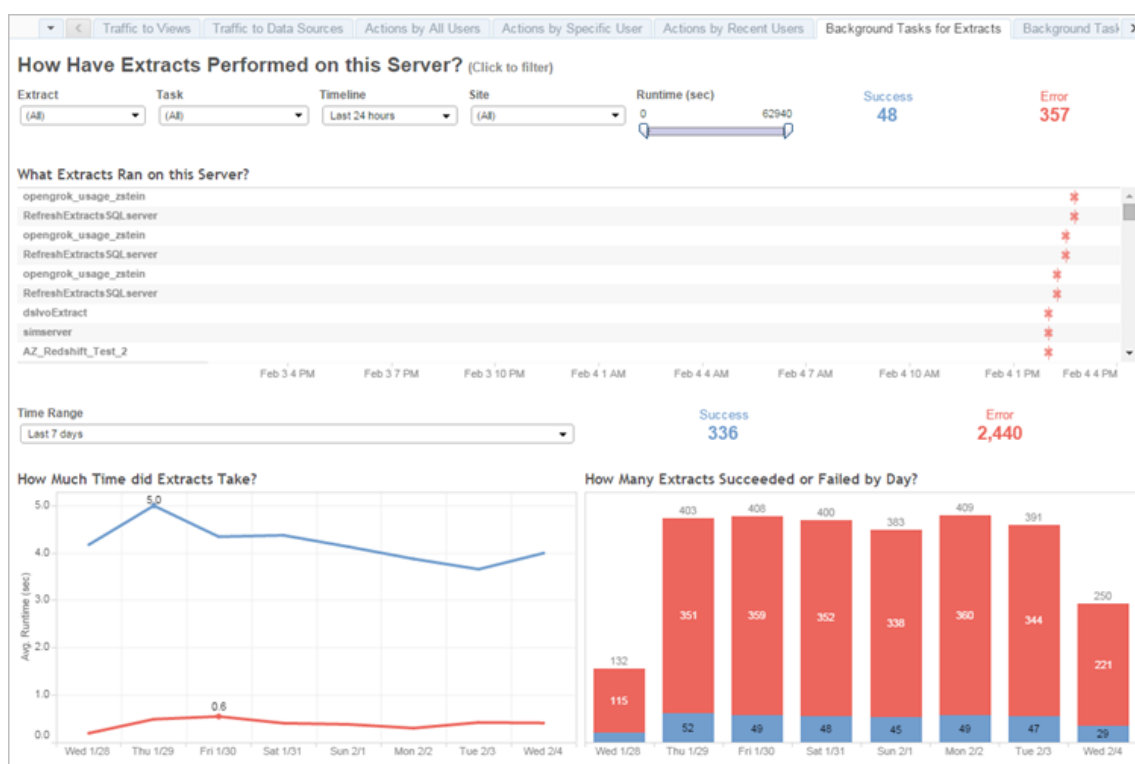 Traffic to Views Traffic to Data Sources Actions by All Users Actions by Specific User Actions by Recent Users Background Tasks for Extracts Background Task
How Have Extracts Performed on this Server? (Click to filter)
Extract Task Timeline Site Runtime (sec) Success Error
(All) (All) Last 24 hours (All) 0 62940 48 357
What Extracts Ran on this Server?
opengrok_usage_zstein
RefreshExtractsSQLserver
opengrok_usage_zstein
RefreshExtractsSQLserver
opengrok_usage_zstein
RefreshExtractsSQLserver
dslvoExtract
simserver
AZ_Redshift_Test_2
Feb 3 4 PM Feb 3 7 PM Feb 3 10 PM Feb 4 1 AM Feb 4 4 AM Feb 4 7 AM Feb 4 10 AM Feb 4 1 PM Feb 4 4 PM
Time Range Success Error
Last 7 days 336 2,440
How Much Time did Extracts Take?
Avg. Runtime (sec)
5.0
4.0
3.0
2.0
1.0
0.0
5.0
0.6
Wed 1/28 Thu 1/29 Fri 1/30 Sat 1/31 Sun 2/1 Mon 2/2 Tue 2/3 Wed 2/4
How Many Extracts Succeeded or Failed by Day?
132 403 408 400 383 409 391 250
115 351 359 352 338 360 344 221
52 49 48 45 49 47 29
Wed 1/28 Thu 1/29 Fri 1/30 Sat 1/31 Sun 2/1 Mon 2/2 Tue 2/3 Wed 2/4